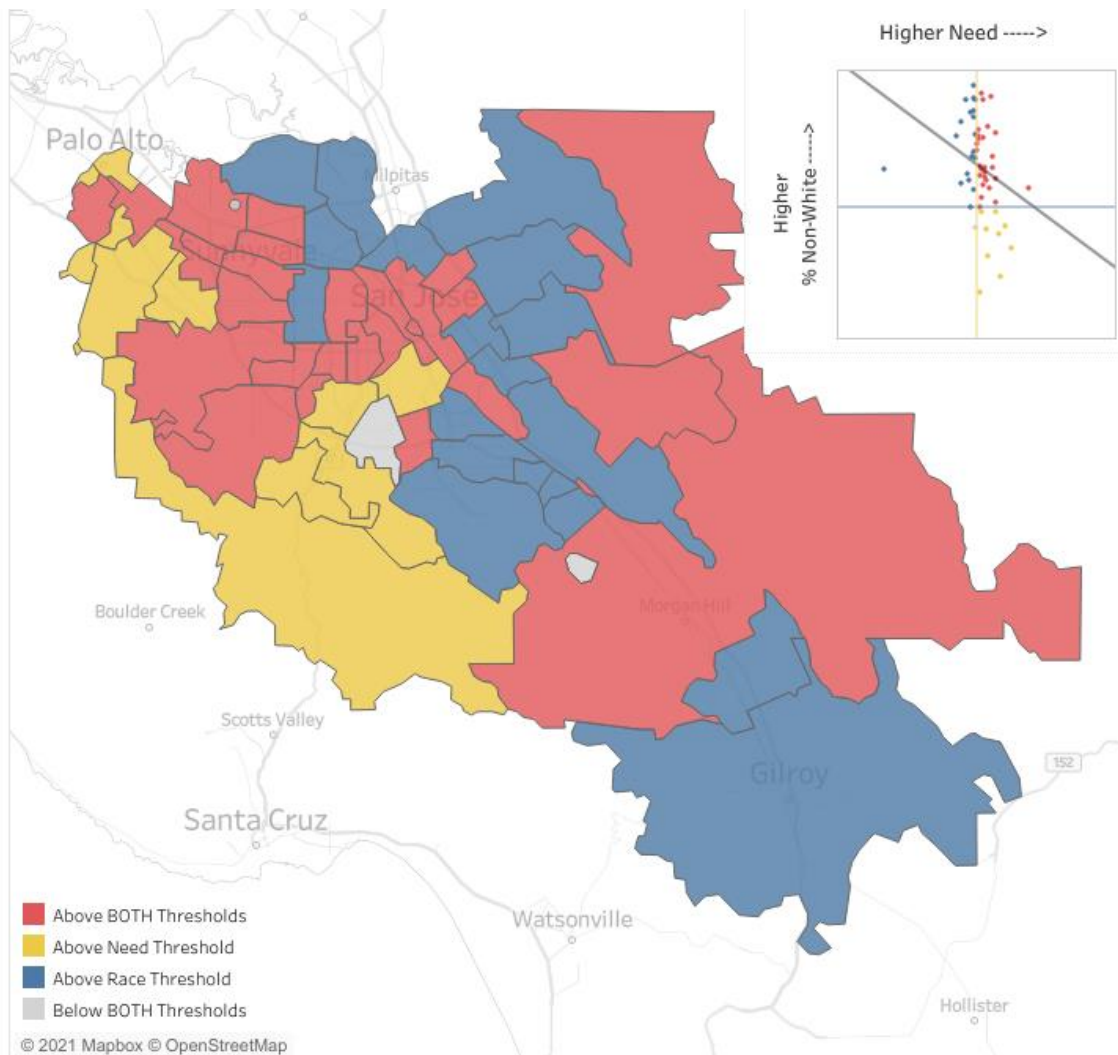 Higher Need ----->
Higher
% Non-White ----->
Palo Alto
Milpitas
Sunnyvale
San Jose
Boulder Creek
Morgan Hill
Scotts Valley
152
Gilroy
Santa Cruz
Watsonville
Hollister
Above BOTH Thresholds
Above Need Threshold
Above Race Threshold
Below BOTH Thresholds
© 2021 Mapbox © OpenStreetMap